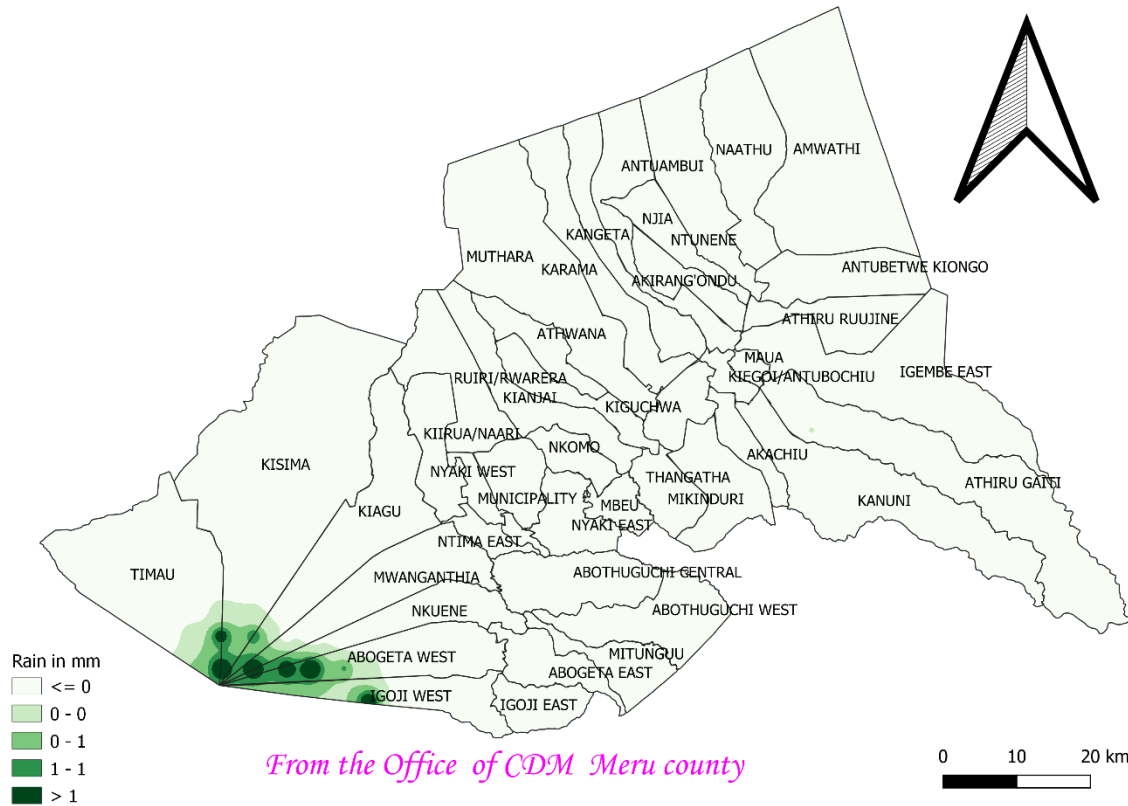 NAATHU
AMWATHI
ANTUAMBUI
NJIA
KANGETA
NTUNENE
MUTHARA
KARAMA
ANTUBETWE KIONGO
AKIRANG'ONDU
ATHIRU RUUJINE
ATHWANA
MAUA
KIEGOI/ANTUBOCHIU
IGEMBE EAST
RUIRI/RWARERA
KIANJAI
KIGUCHWA
KIIRUA/NAARI
NKOMO
AKACHIU
KISIMA
NYAKI WEST
THANGATHA
ATHIRU GAITI
MUNICIPALITY
MIKINDURI
KANUNI
KIAGU
MBEU
NYAKI EAST
NTIMA EAST
TIMAU
MWANGANTHIA
ABOTHUGUCHI CENTRAL
NKUENE
ABOTHUGUCHI WEST
ABOGETA WEST
MITUNGUU
ABOGETA EAST
IGOJI WEST
IGOJI EAST
Rain in mm
<= 0
0 - 0
0 - 1
1 - 1
> 1
From the Office of CDM Meru county
0 10 20 km